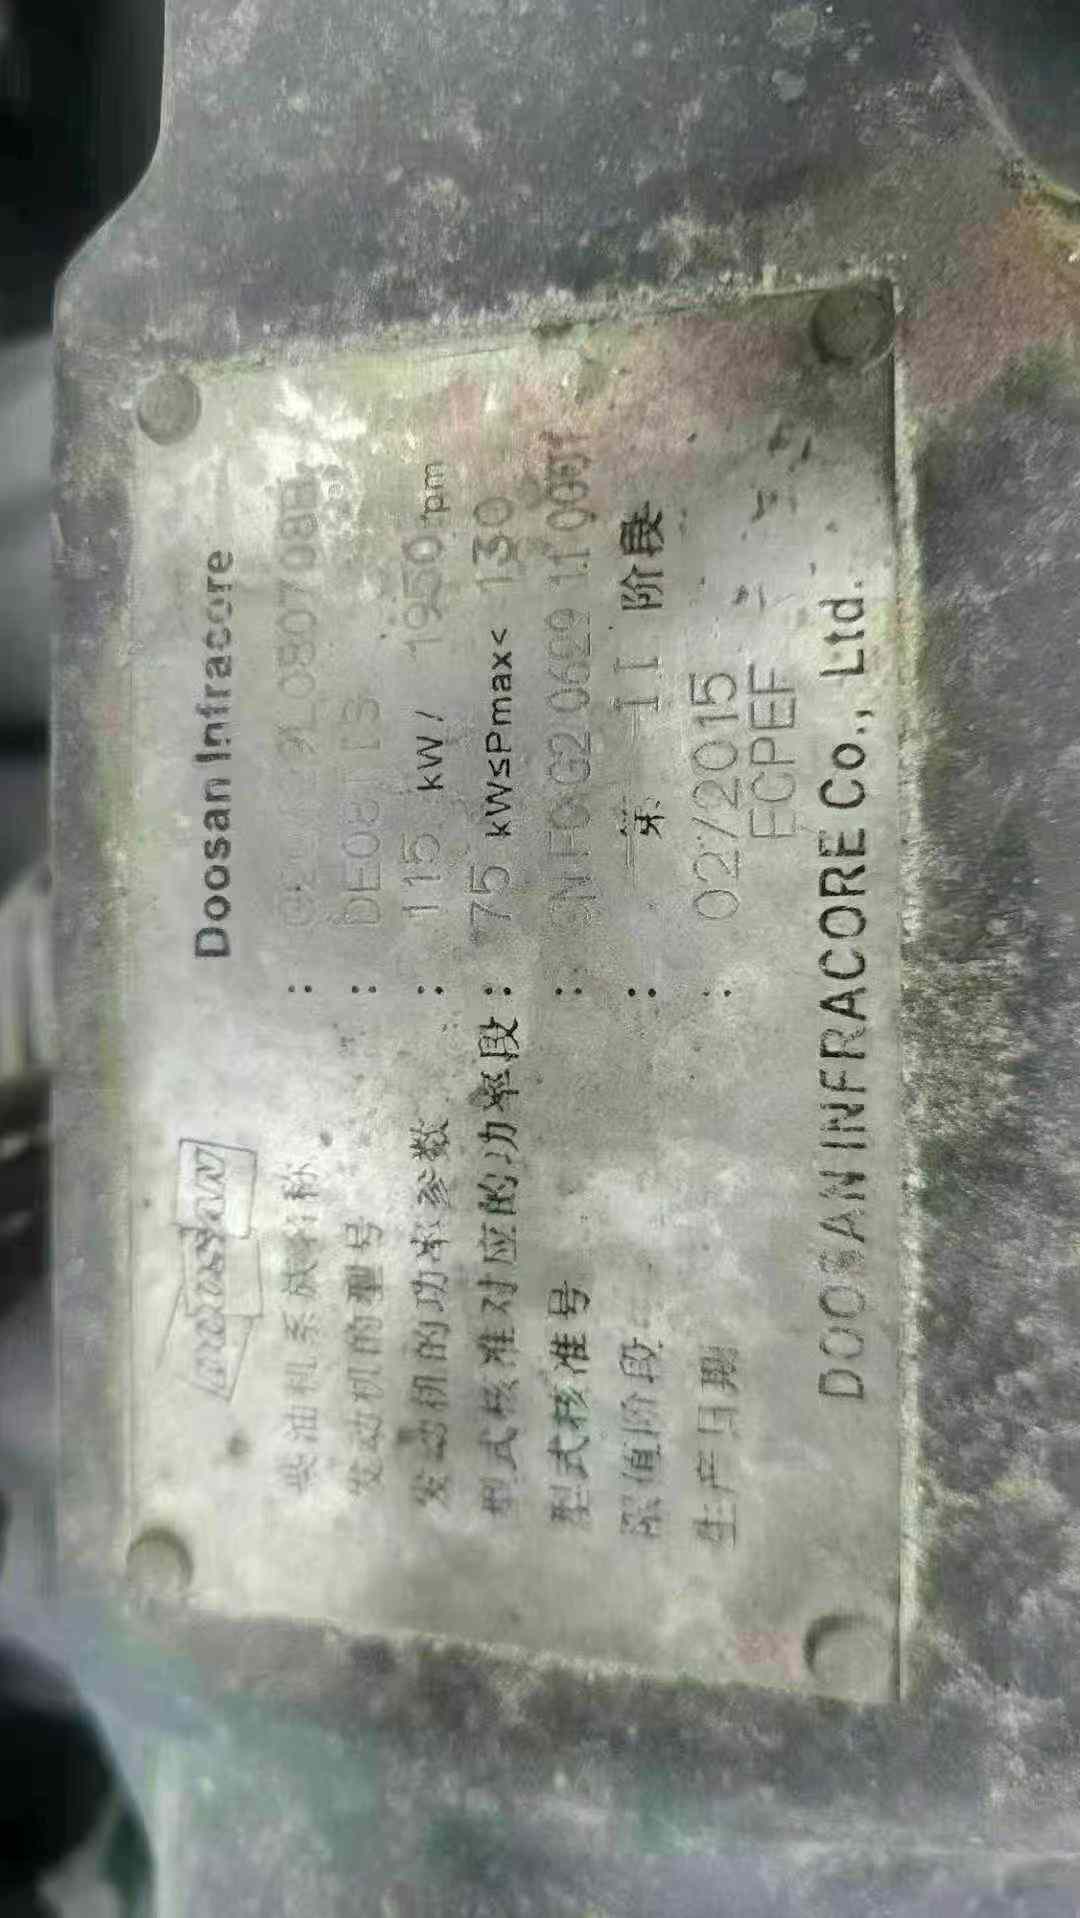 DOOSAN Doosan Infracore
柴油机系族名称 :
发动机的型号 : DE08TIS
发动机的功率参数 : 115 kW/ 1950 rpm
型式核准对应的功率段 : 75 kW≤Pmax< 130
型式核准号 :
限值阶段 : 第 II 阶段
生产日期 : 02/2015
ECPEF
DOOSAN INFRACORE Co., Ltd.